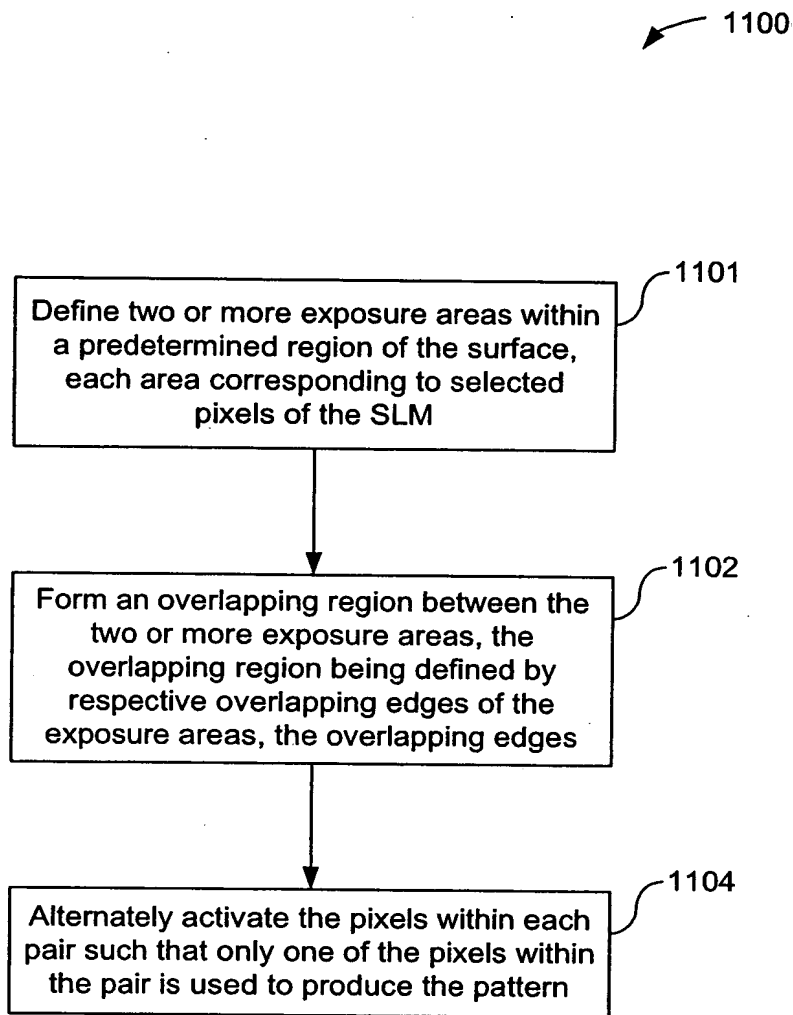 1100
1101
Define two or more exposure areas within
a predetermined region of the surface,
each area corresponding to selected
pixels of the SLM
1102
Form an overlapping region between the
two or more exposure areas, the
overlapping region being defined by
respective overlapping edges of the
exposure areas, the overlapping edges
1104
Alternately activate the pixels within each
pair such that only one of the pixels within
the pair is used to produce the pattern